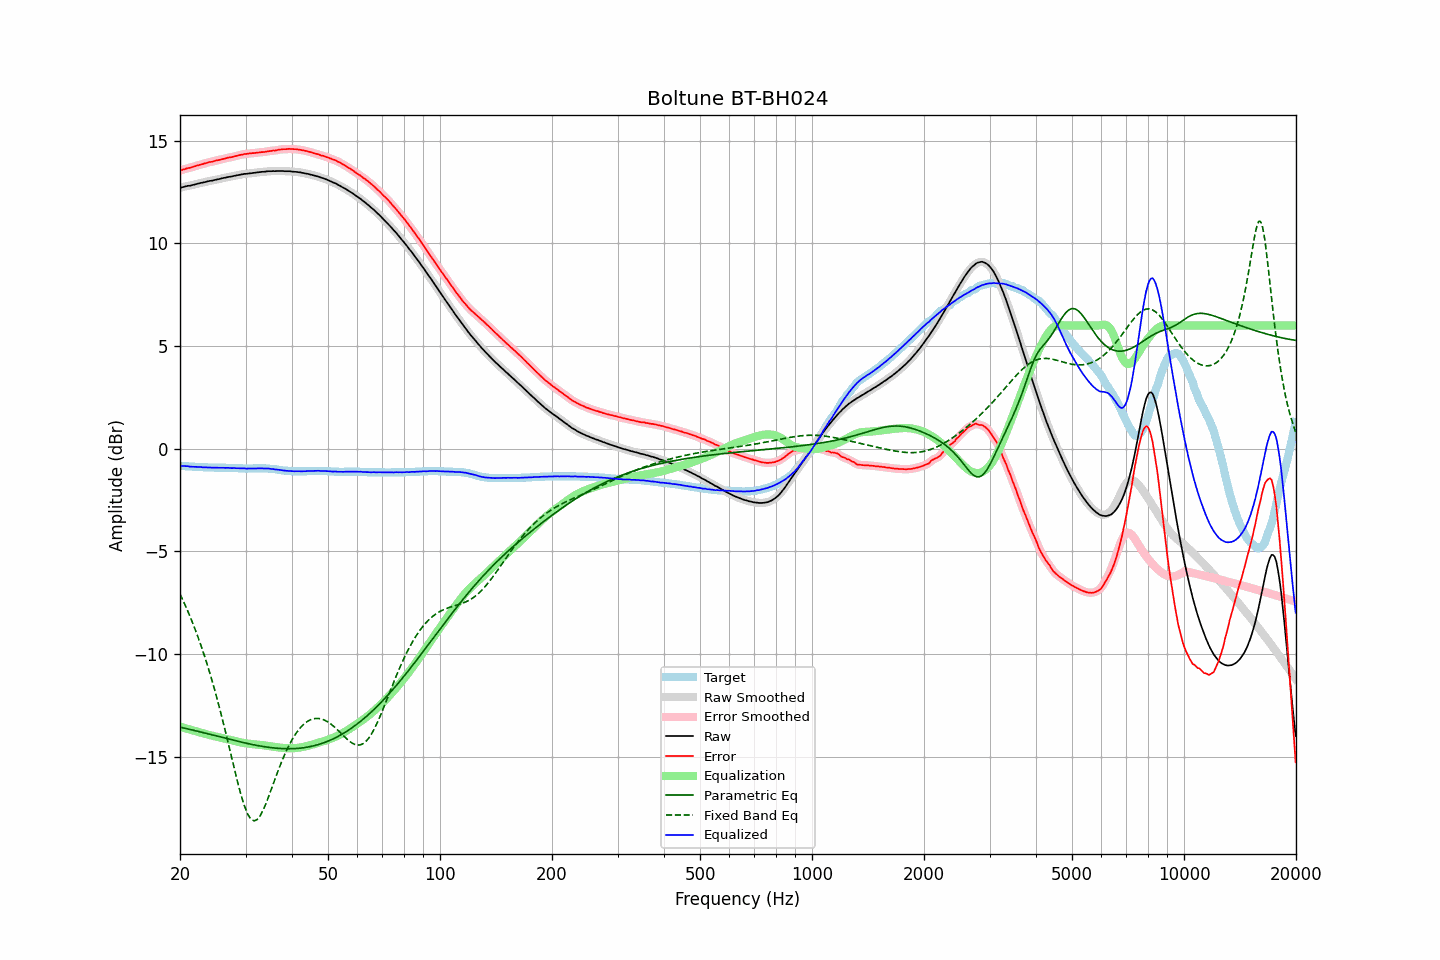 Boltune BT-BH024
Amplitude (dBr)
15
10
5
0
−5
−10
−15
Target
Raw Smoothed
Error Smoothed
Raw
Error
Equalization
Parametric Eq
Fixed Band Eq
Equalized
20
50
100
200
500
1000
2000
5000
10000
20000
Frequency (Hz)